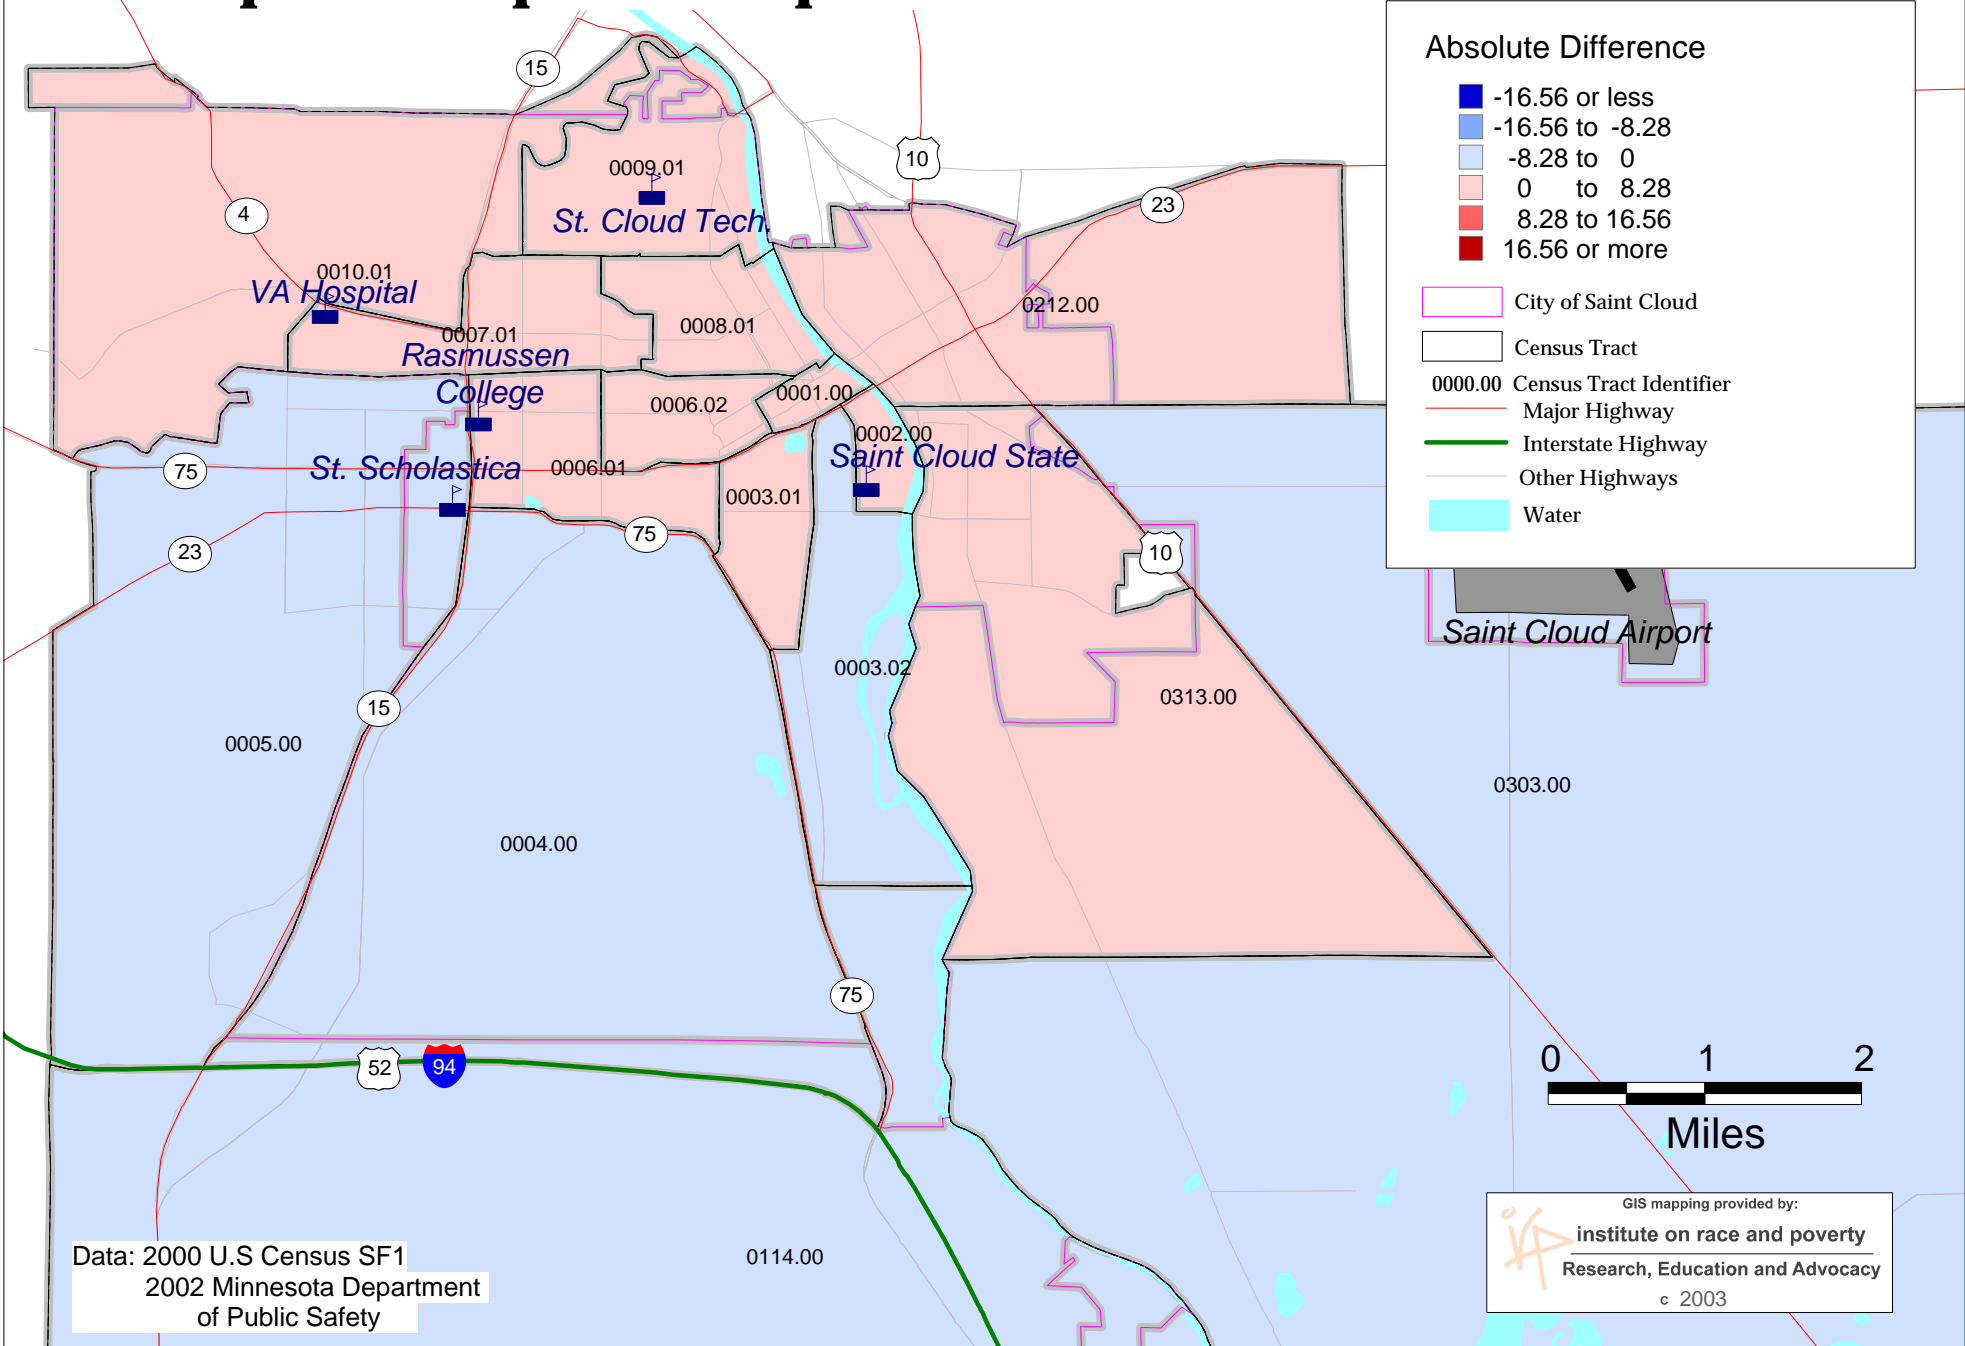 Absolute Difference
-16.56 or less
-16.56 to -8.28
-8.28 to 0
0 to 8.28
8.28 to 16.56
16.56 or more
City of Saint Cloud
Census Tract
0000.00 Census Tract Identifier
Major Highway
Interstate Highway
Other Highways
Water
15
10
0009.01
St. Cloud Tech.
4
23
0010.01
VA Hospital
0212.00
0007.01
0008.01
Rasmussen
College
0001.00
0006.02
0002.00
Saint Cloud State
75
St. Scholastica
0006.01
0003.01
23
75
10
Saint Cloud Airport
0003.02
0313.00
15
0005.00
0303.00
0004.00
75
52
94
0 1 2
Miles
GIS mapping provided by:
institute on race and poverty
Research, Education and Advocacy
c 2003
0114.00
Data: 2000 U.S Census SF1
2002 Minnesota Department
of Public Safety